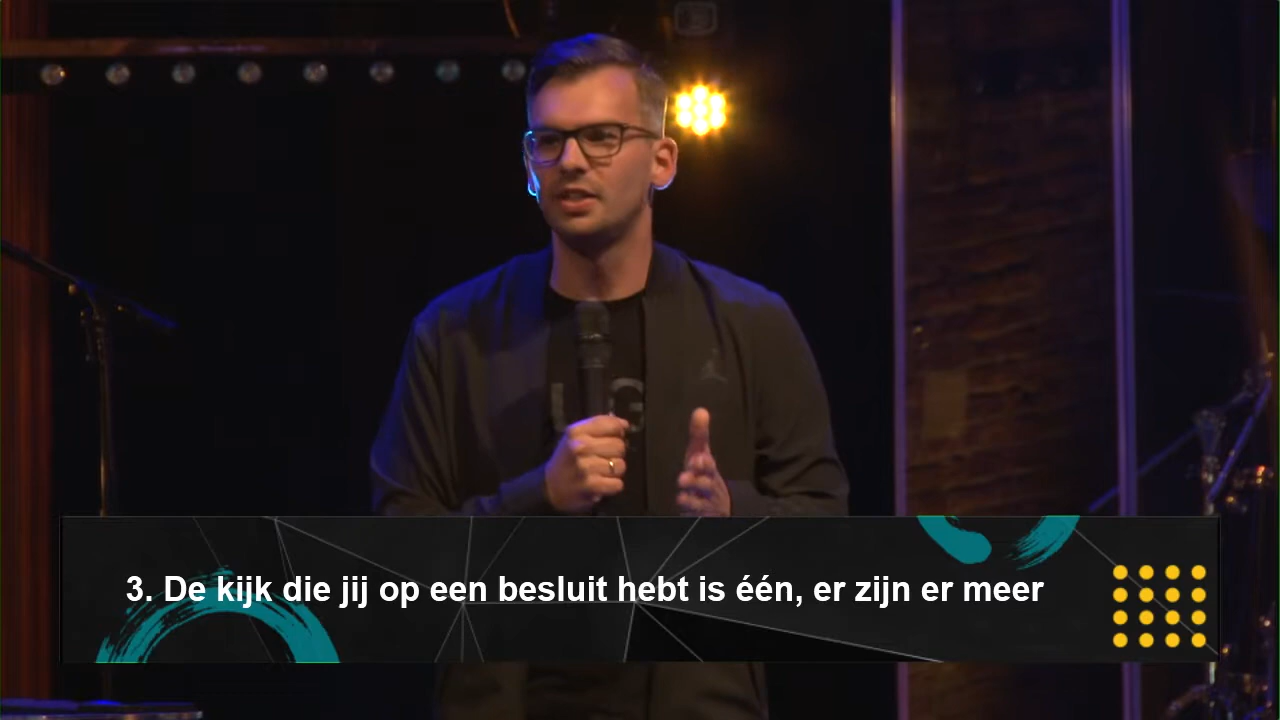 3. De kijk die jij op een besluit hebt is één, er zijn er meer